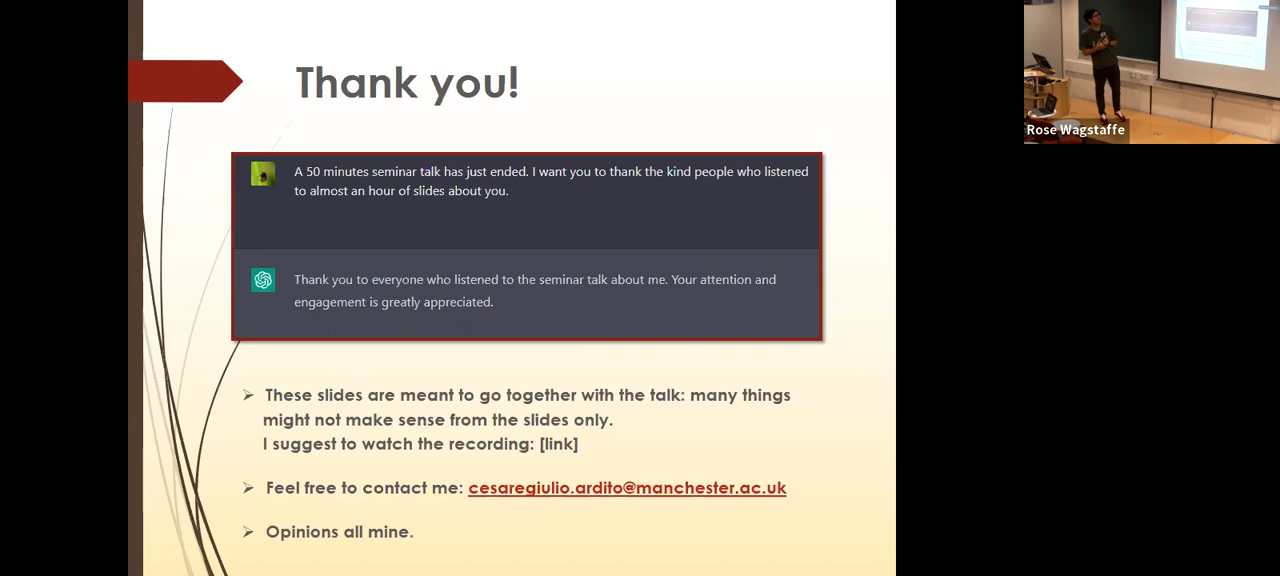 Thank you!
A 50 minutes seminar talk has just ended. I want you to thank the kind people who listened
to almost an hour of slides about you.
Thank you to everyone who listened to the seminar talk about me. Your attention and
engagement is greatly appreciated.
These slides are meant to go together with the talk: many things
might not make sense from the slides only.
I suggest to watch the recording: [link]
Feel free to contact me: cesaregiulio.ardito@manchester.ac.uk
Opinions all mine.
Rose Wagstaffe